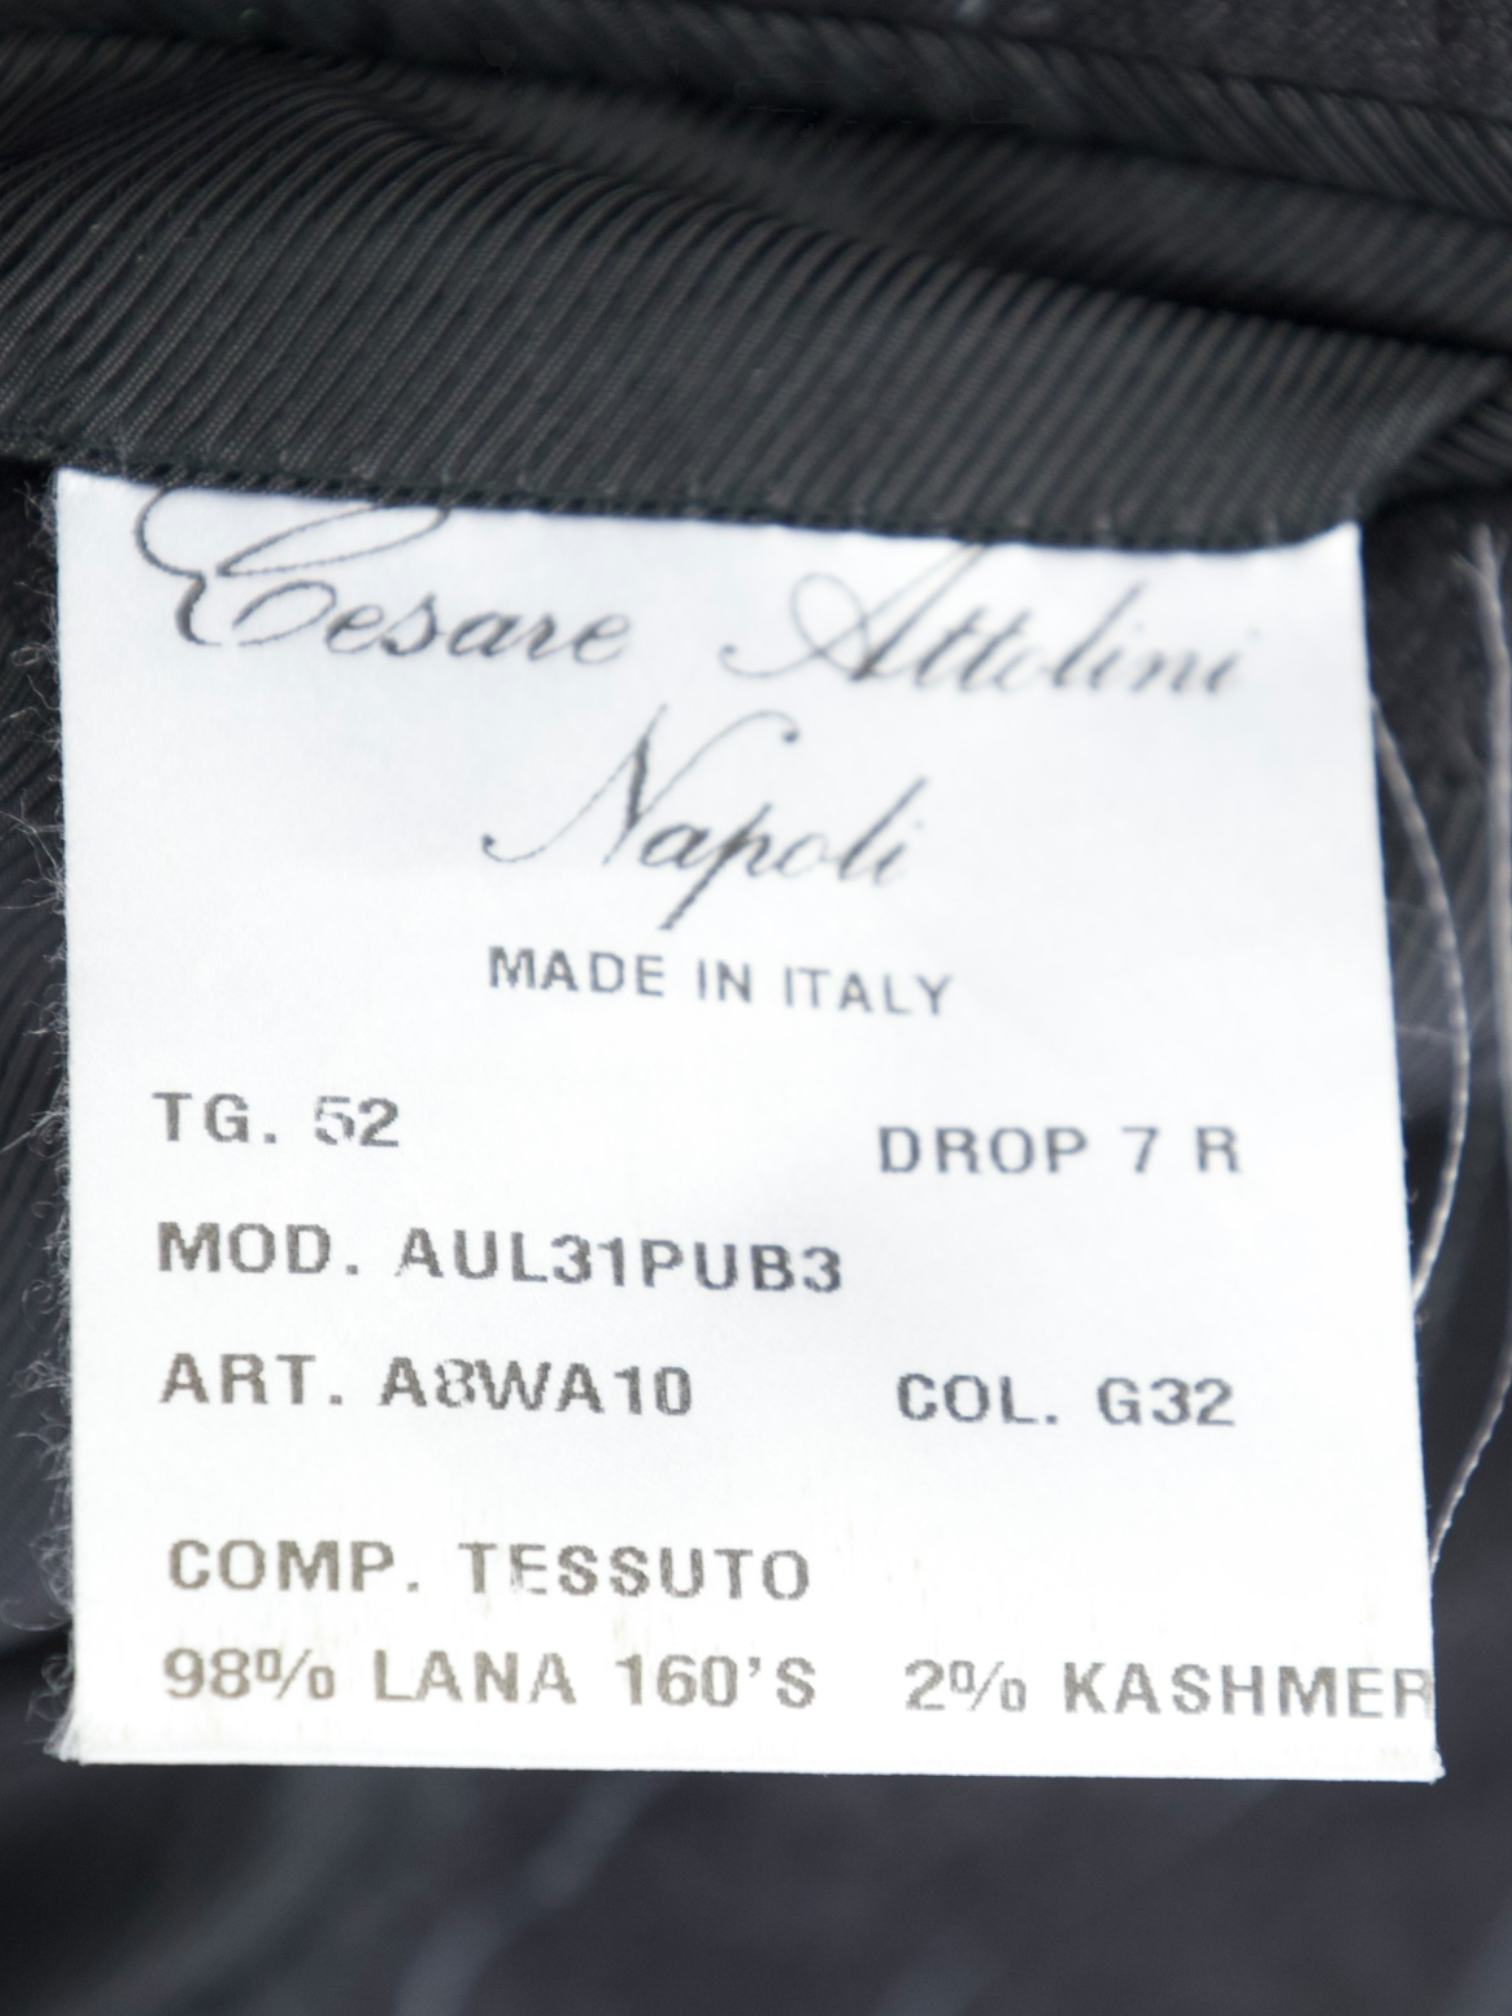 Cesare Attolini
Napoli
MADE IN ITALY
TG. 52 DROP 7 R
MOD. AUL31PUB3
ART. A8WA10 COL. G32
COMP. TESSUTO
98% LANA 160'S 2% KASHMER